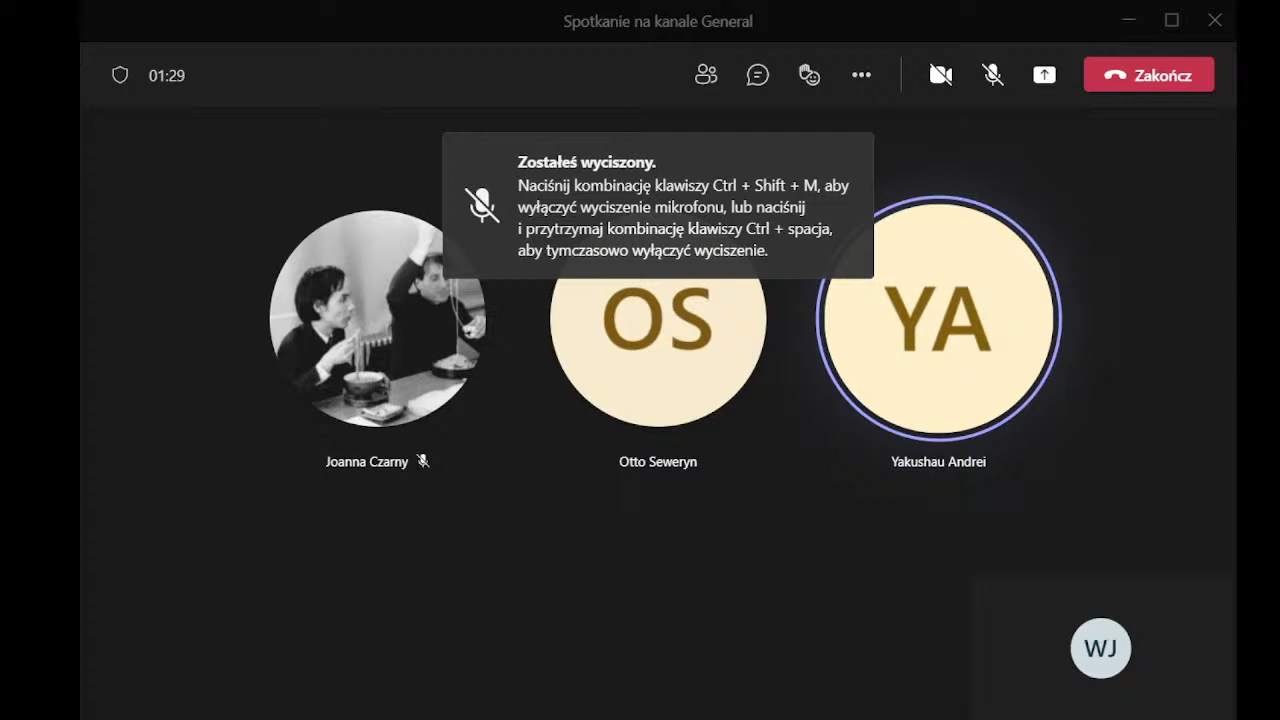 Spotkanie na kanale General
01:29
Zakończ
Zostałeś wyciszony.
Naciśnij kombinację klawiszy Ctrl + Shift + M, aby
wyłączyć wyciszenie mikrofonu, lub naciśnij
i przytrzymaj kombinację klawiszy Ctrl + spacja,
aby tymczasowo wyłączyć wyciszenie.
OS
YA
Joanna Czarny
Otto Seweryn
Yakushau Andrei
WJ